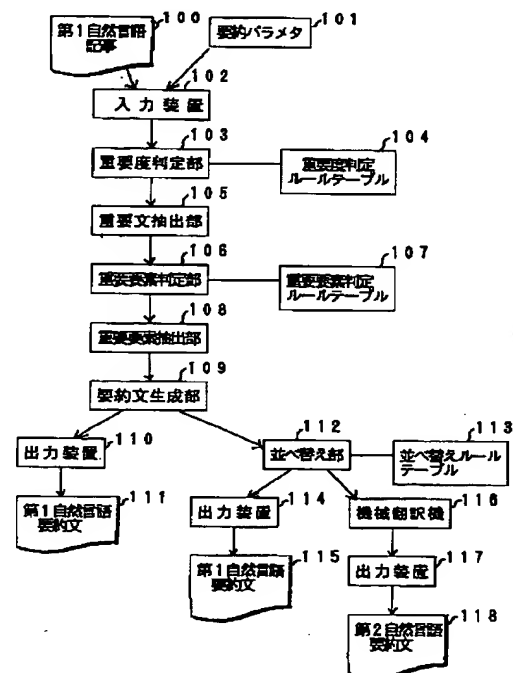 100
第1自然言語
記事
101
要約パラメタ
102
入力装置
103
重要度判定部
104
重要度判定
ルールテーブル
105
重要文抽出部
106
重要要素判定部
107
重要要素判定
ルールテーブル
108
重要要素抽出部
109
要約文生成部
110
出力装置
111
第1自然言語
要約文
112
並べ替え部
113
並べ替えルール
テーブル
114
出力装置
115
第1自然言語
要約文
116
機械翻訳機
117
出力装置
118
第2自然言語
要約文